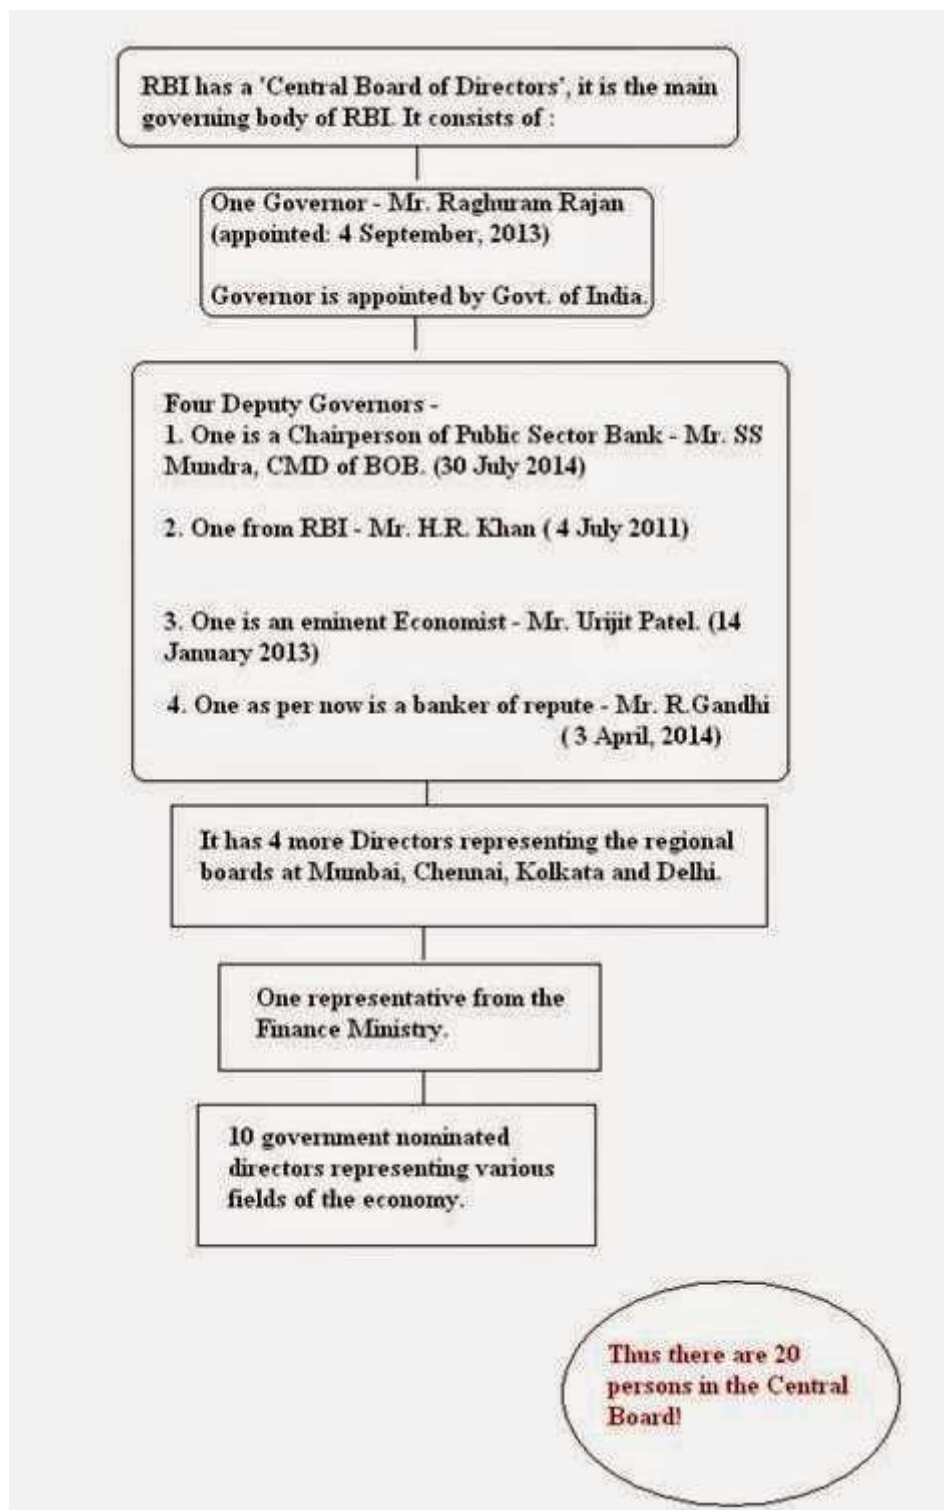 RBI has a 'Central Board of Directors', it is the main
governing body of RBI. It consists of :
One Governor - Mr. Raghuram Rajan
(appointed: 4 September, 2013)
Governor is appointed by Govt. of India.
Four Deputy Governors -
1. One is a Chairperson of Public Sector Bank - Mr. SS
Mundra, CMD of BOB. (30 July 2014)
2. One from RBI - Mr. H.R. Khan ( 4 July 2011)
3. One is an eminent Economist - Mr. Urijit Patel. (14
January 2013)
4. One as per now is a banker of repute - Mr. R.Gandhi
( 3 April, 2014)
It has 4 more Directors representing the regional
boards at Mumbai, Chennai, Kolkata and Delhi.
One representative from the
Finance Ministry.
10 government nominated
directors representing various
fields of the economy.
Thus there are 20
persons in the Central
Board!